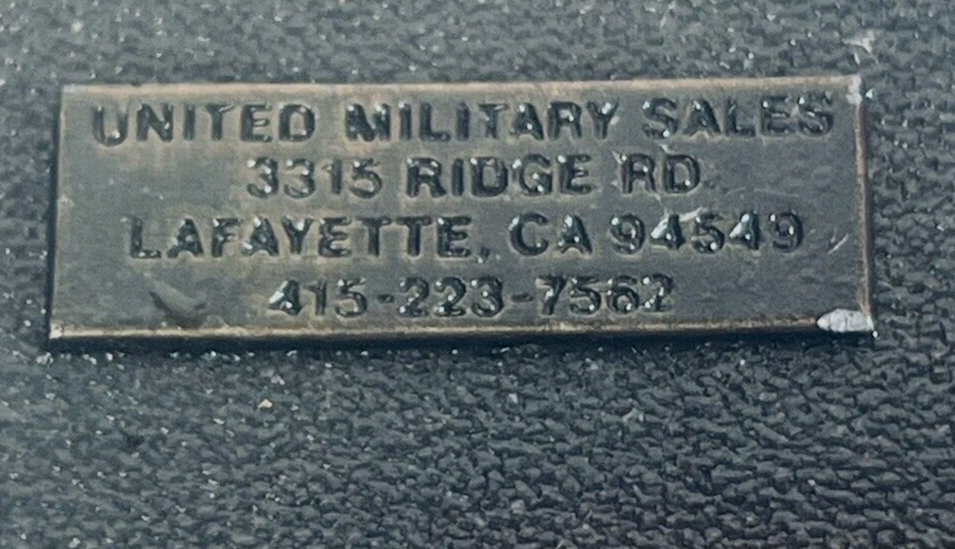 UNITED MILITARY SALES
3315 RIDGE RD
LAFAYETTE, CA 94549
415-223-7562